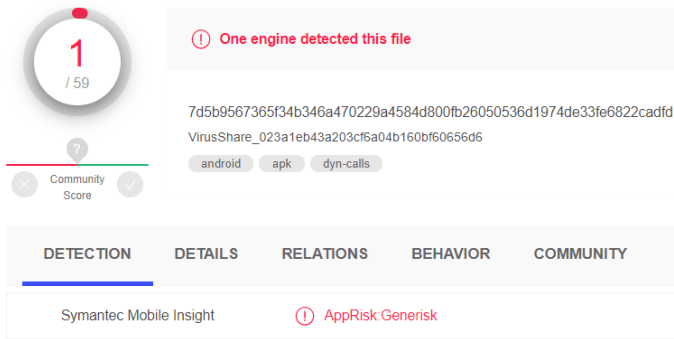 1
/ 59
One engine detected this file
7d5b9567365f34b346a470229a4584d800fb26050536d1974de33fe6822cadfd
VirusShare_023a1eb43a203cf6a04b160bf60656d6
android apk dyn-calls
?
Community
Score
DETECTION DETAILS RELATIONS BEHAVIOR COMMUNITY
Symantec Mobile Insight AppRisk:Generisk